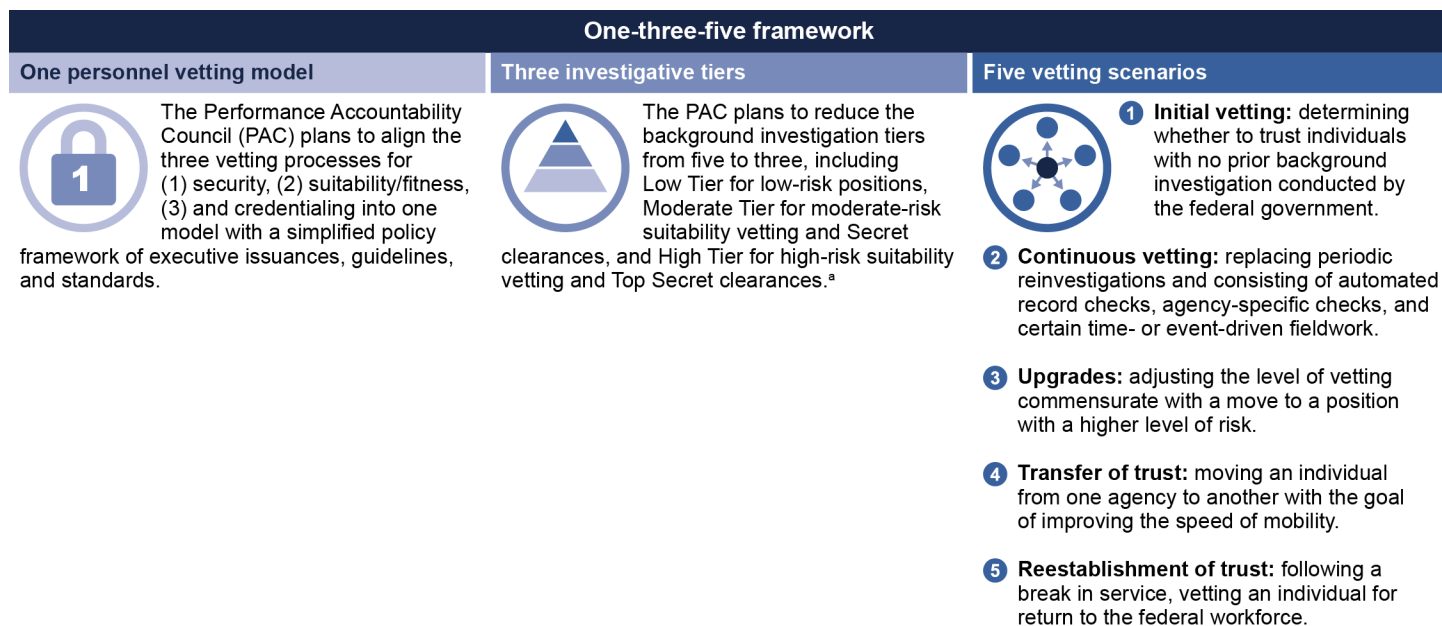 One-three-five framework
One personnel vetting model
1
The Performance Accountability
Council (PAC) plans to align the
three vetting processes for
(1) security, (2) suitability/fitness,
(3) and credentialing into one
model with a simplified policy
framework of executive issuances, guidelines,
and standards.
Three investigative tiers
The PAC plans to reduce the
background investigation tiers
from five to three, including
Low Tier for low-risk positions,
Moderate Tier for moderate-risk
suitability vetting and Secret
clearances, and High Tier for high-risk suitability
vetting and Top Secret clearances.ª
Five vetting scenarios
1 Initial vetting: determining
whether to trust individuals
with no prior background
investigation conducted by
the federal government.
2 Continuous vetting: replacing periodic
reinvestigations and consisting of automated
record checks, agency-specific checks, and
certain time- or event-driven fieldwork.
3 Upgrades: adjusting the level of vetting
commensurate with a move to a position
with a higher level of risk.
4 Transfer of trust: moving an individual
from one agency to another with the goal
of improving the speed of mobility.
5 Reestablishment of trust: following a
break in service, vetting an individual for
return to the federal workforce.